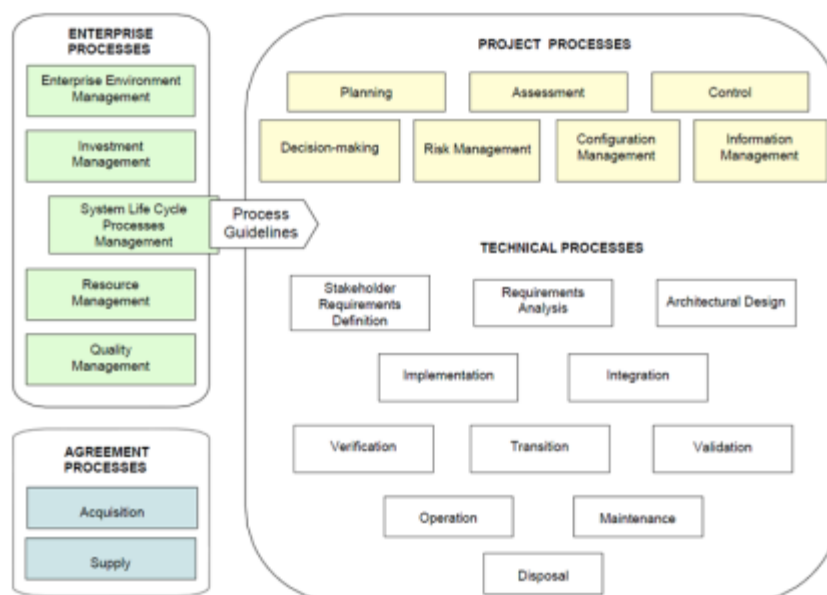 ENTERPRISE
PROCESSES
Enterprise Environment
Management
Investment
Management
System Life Cycle
Processes
Management
Resource
Management
Quality
Management
AGREEMENT
PROCESSES
Acquisition
Supply
Process
Guidelines
PROJECT PROCESSES
Planning
Assessment
Control
Decision-making
Risk Management
Configuration
Management
Information
Management
TECHNICAL PROCESSES
Stakeholder
Requirements
Definition
Requirements
Analysis
Architectural Design
Implementation
Integration
Verification
Transition
Validation
Operation
Maintenance
Disposal